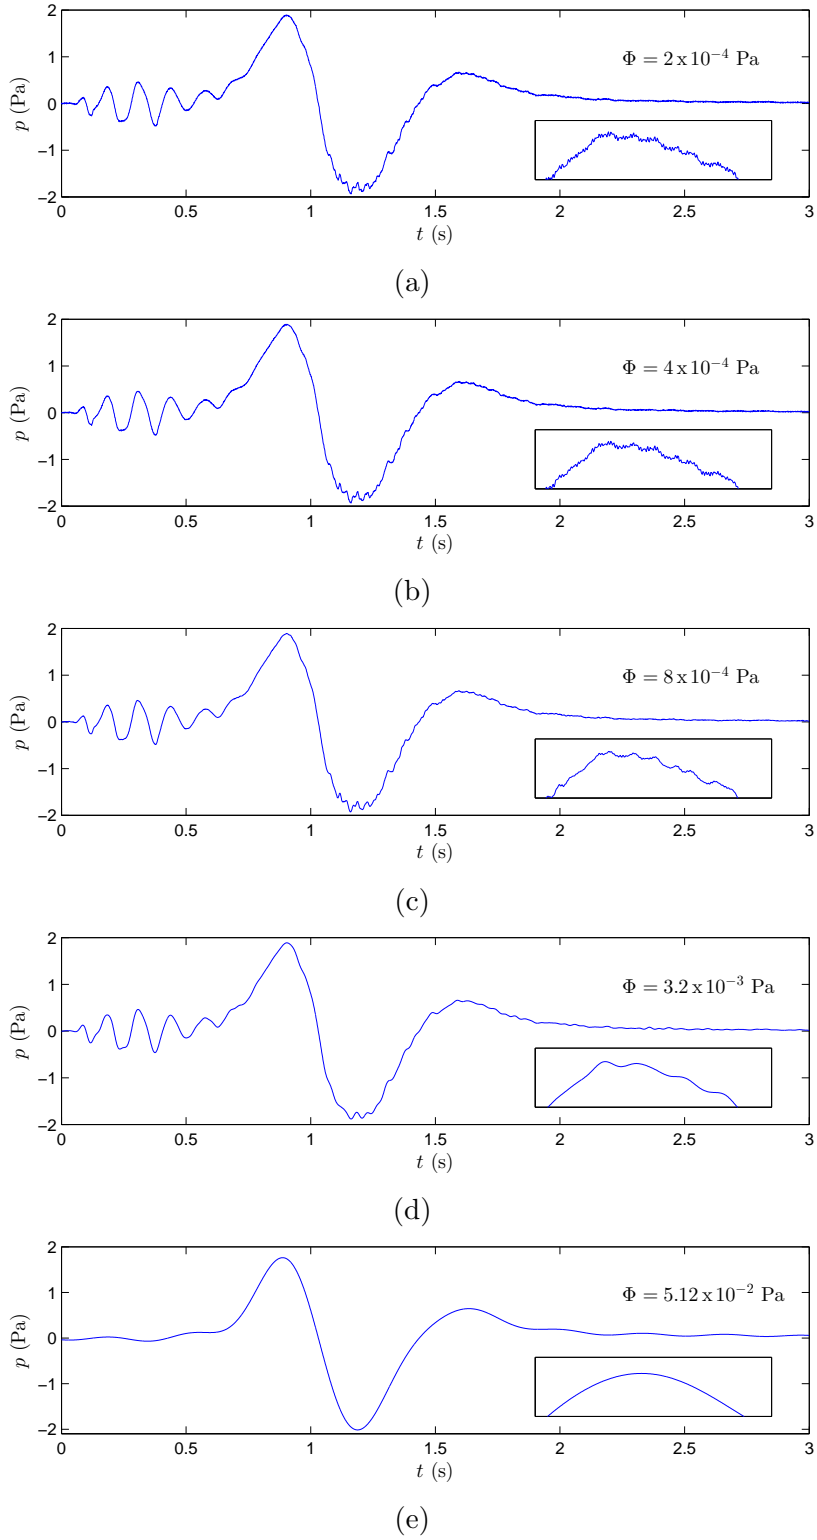 2
1
0
−1
−2
p (Pa)
Φ = 2 x 10⁻⁴ Pa
0 0.5 1 1.5 2 2.5 3
t (s)
(a)
2
1
0
−1
−2
p (Pa)
Φ = 4 x 10⁻⁴ Pa
0 0.5 1 1.5 2 2.5 3
t (s)
(b)
2
1
0
−1
−2
p (Pa)
Φ = 8 x 10⁻⁴ Pa
0 0.5 1 1.5 2 2.5 3
t (s)
(c)
2
1
0
−1
−2
p (Pa)
Φ = 3.2 x 10⁻³ Pa
0 0.5 1 1.5 2 2.5 3
t (s)
(d)
2
1
0
−1
−2
p (Pa)
Φ = 5.12 x 10⁻² Pa
0 0.5 1 1.5 2 2.5 3
t (s)
(e)